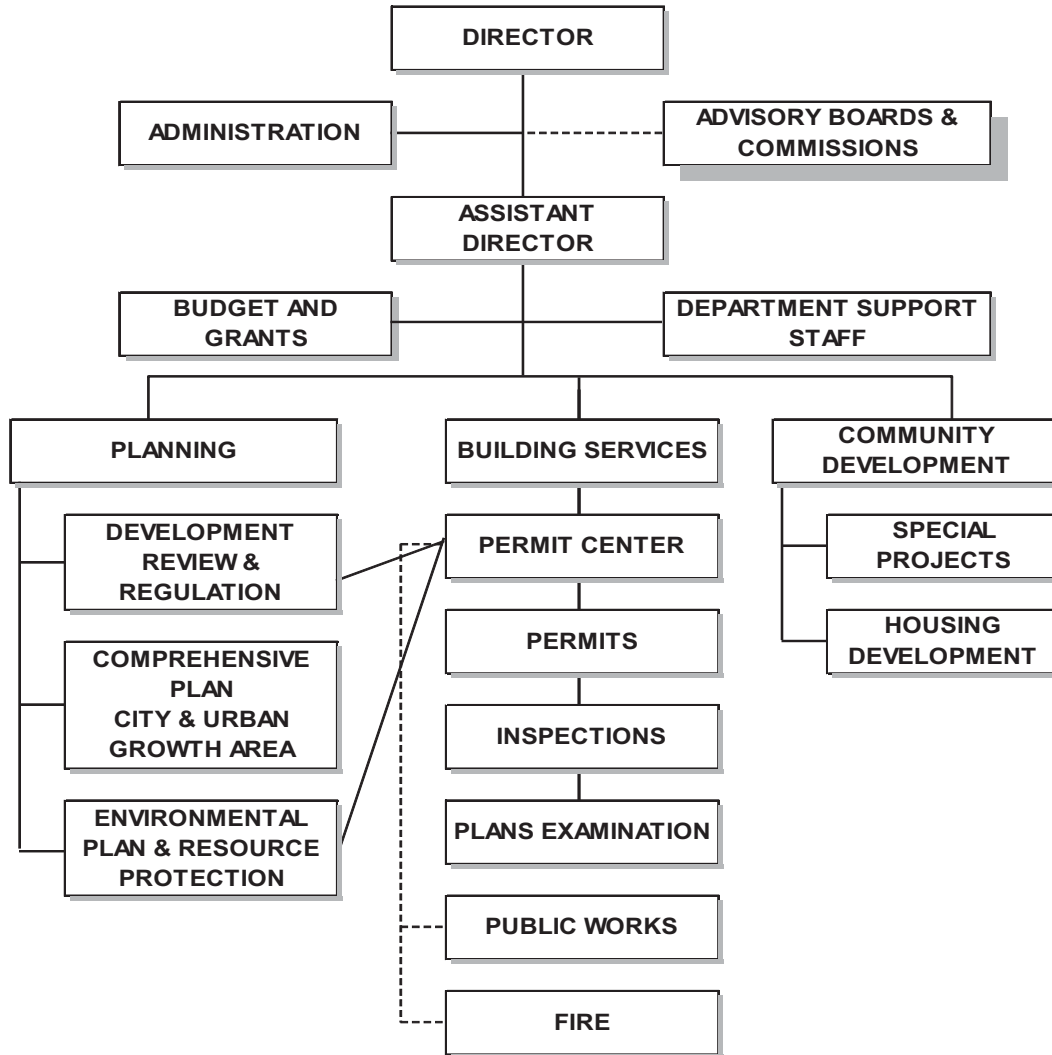 DIRECTOR
ADMINISTRATION
ADVISORY BOARDS &
COMMISSIONS
ASSISTANT
DIRECTOR
BUDGET AND
GRANTS
DEPARTMENT SUPPORT
STAFF
PLANNING
BUILDING SERVICES
COMMUNITY
DEVELOPMENT
DEVELOPMENT
REVIEW &
REGULATION
COMPREHENSIVE
PLAN
CITY & URBAN
GROWTH AREA
ENVIRONMENTAL
PLAN & RESOURCE
PROTECTION
PERMIT CENTER
PERMITS
INSPECTIONS
PLANS EXAMINATION
PUBLIC WORKS
FIRE
SPECIAL
PROJECTS
HOUSING
DEVELOPMENT